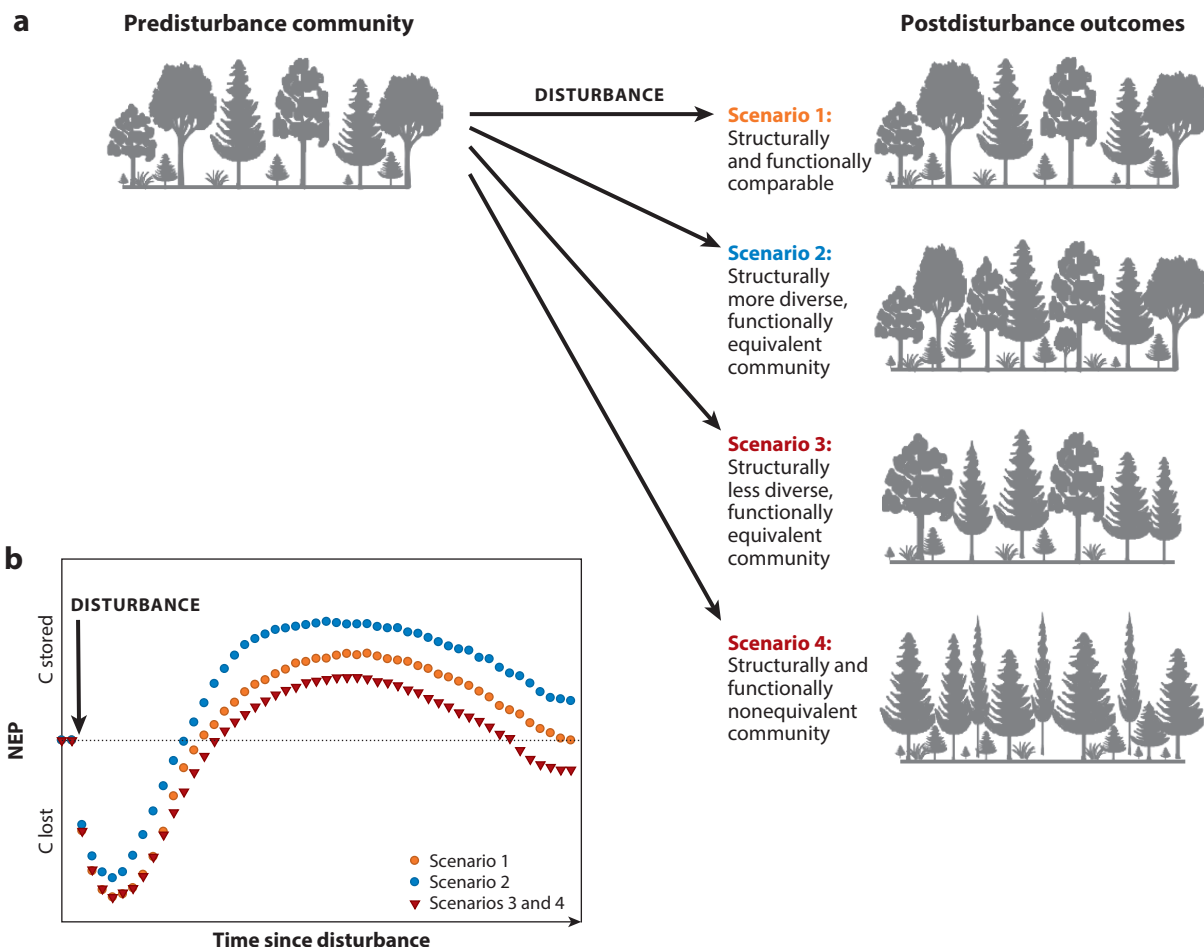 a
Predisturbance community
Postdisturbance outcomes
DISTURBANCE
Scenario 1:
Structurally
and functionally
comparable
Scenario 2:
Structurally
more diverse,
functionally
equivalent
community
Scenario 3:
Structurally
less diverse,
functionally
equivalent
community
Scenario 4:
Structurally and
functionally
nonequivalent
community
b
DISTURBANCE
C stored
NEP
C lost
Scenario 1
Scenario 2
Scenarios 3 and 4
Time since disturbance